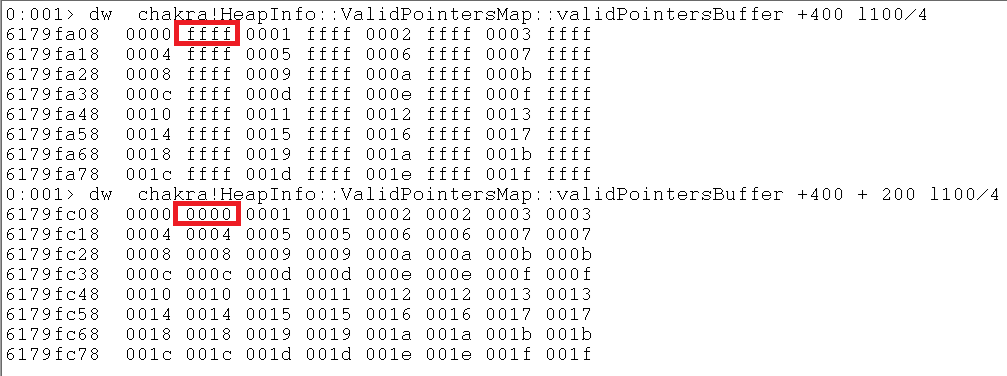 0:001> dw  chakra!HeapInfo::ValidPointersMap::validPointersBuffer +400 l100/4
6179fa08  0000 ffff 0001 ffff 0002 ffff 0003 ffff
6179fa18  0004 ffff 0005 ffff 0006 ffff 0007 ffff
6179fa28  0008 ffff 0009 ffff 000a ffff 000b ffff
6179fa38  000c ffff 000d ffff 000e ffff 000f ffff
6179fa48  0010 ffff 0011 ffff 0012 ffff 0013 ffff
6179fa58  0014 ffff 0015 ffff 0016 ffff 0017 ffff
6179fa68  0018 ffff 0019 ffff 001a ffff 001b ffff
6179fa78  001c ffff 001d ffff 001e ffff 001f ffff
0:001> dw  chakra!HeapInfo::ValidPointersMap::validPointersBuffer +400 + 200 l100/4
6179fc08  0000 0000 0001 0001 0002 0002 0003 0003
6179fc18  0004 0004 0005 0005 0006 0006 0007 0007
6179fc28  0008 0008 0009 0009 000a 000a 000b 000b
6179fc38  000c 000c 000d 000d 000e 000e 000f 000f
6179fc48  0010 0010 0011 0011 0012 0012 0013 0013
6179fc58  0014 0014 0015 0015 0016 0016 0017 0017
6179fc68  0018 0018 0019 0019 001a 001a 001b 001b
6179fc78  001c 001c 001d 001d 001e 001e 001f 001f